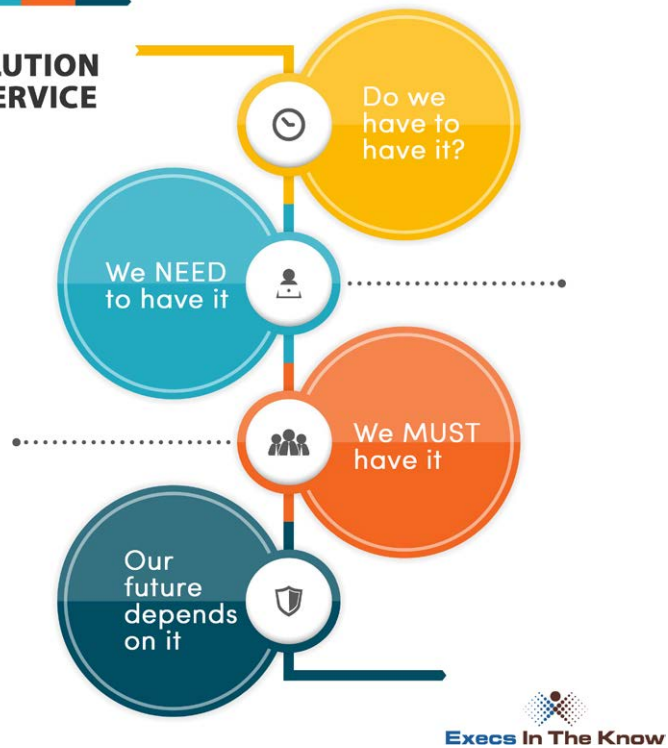 LUTION
ERVICE
Do we
have to
have it?
We NEED
to have it
We MUST
have it
Our
future
depends
on it
Execs In The Know